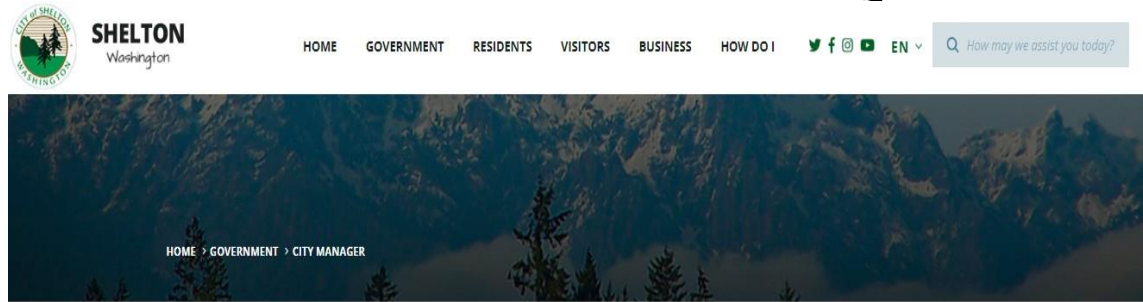 CITY of SHELTON
WASHINGTON
SHELTON
Washington
HOME GOVERNMENT RESIDENTS VISITORS BUSINESS HOW DO I EN How may we assist you today?
HOME > GOVERNMENT > CITY MANAGER